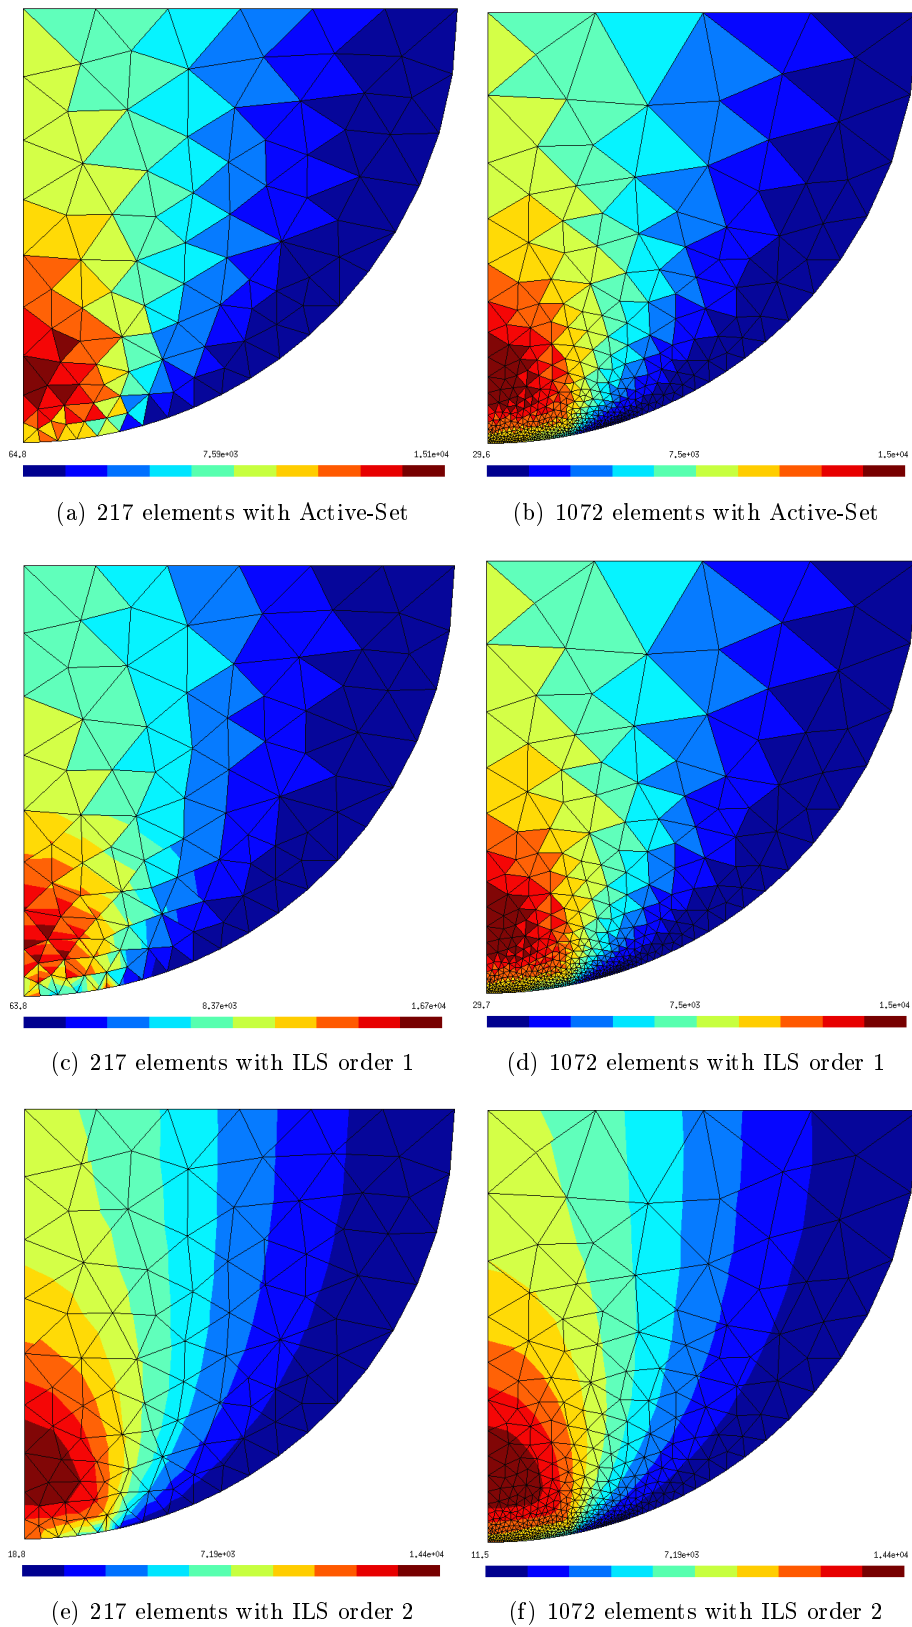 64.8 7.59e+03 1.51e+04
29.6 7.5e+03 1.5e+04
(a) 217 elements with Active-Set
(b) 1072 elements with Active-Set
63.8 8.37e+03 1.67e+04
29.7 7.5e+03 1.5e+04
(c) 217 elements with ILS order 1
(d) 1072 elements with ILS order 1
18.8 7.19e+03 1.44e+04
11.5 7.19e+03 1.44e+04
(e) 217 elements with ILS order 2
(f) 1072 elements with ILS order 2